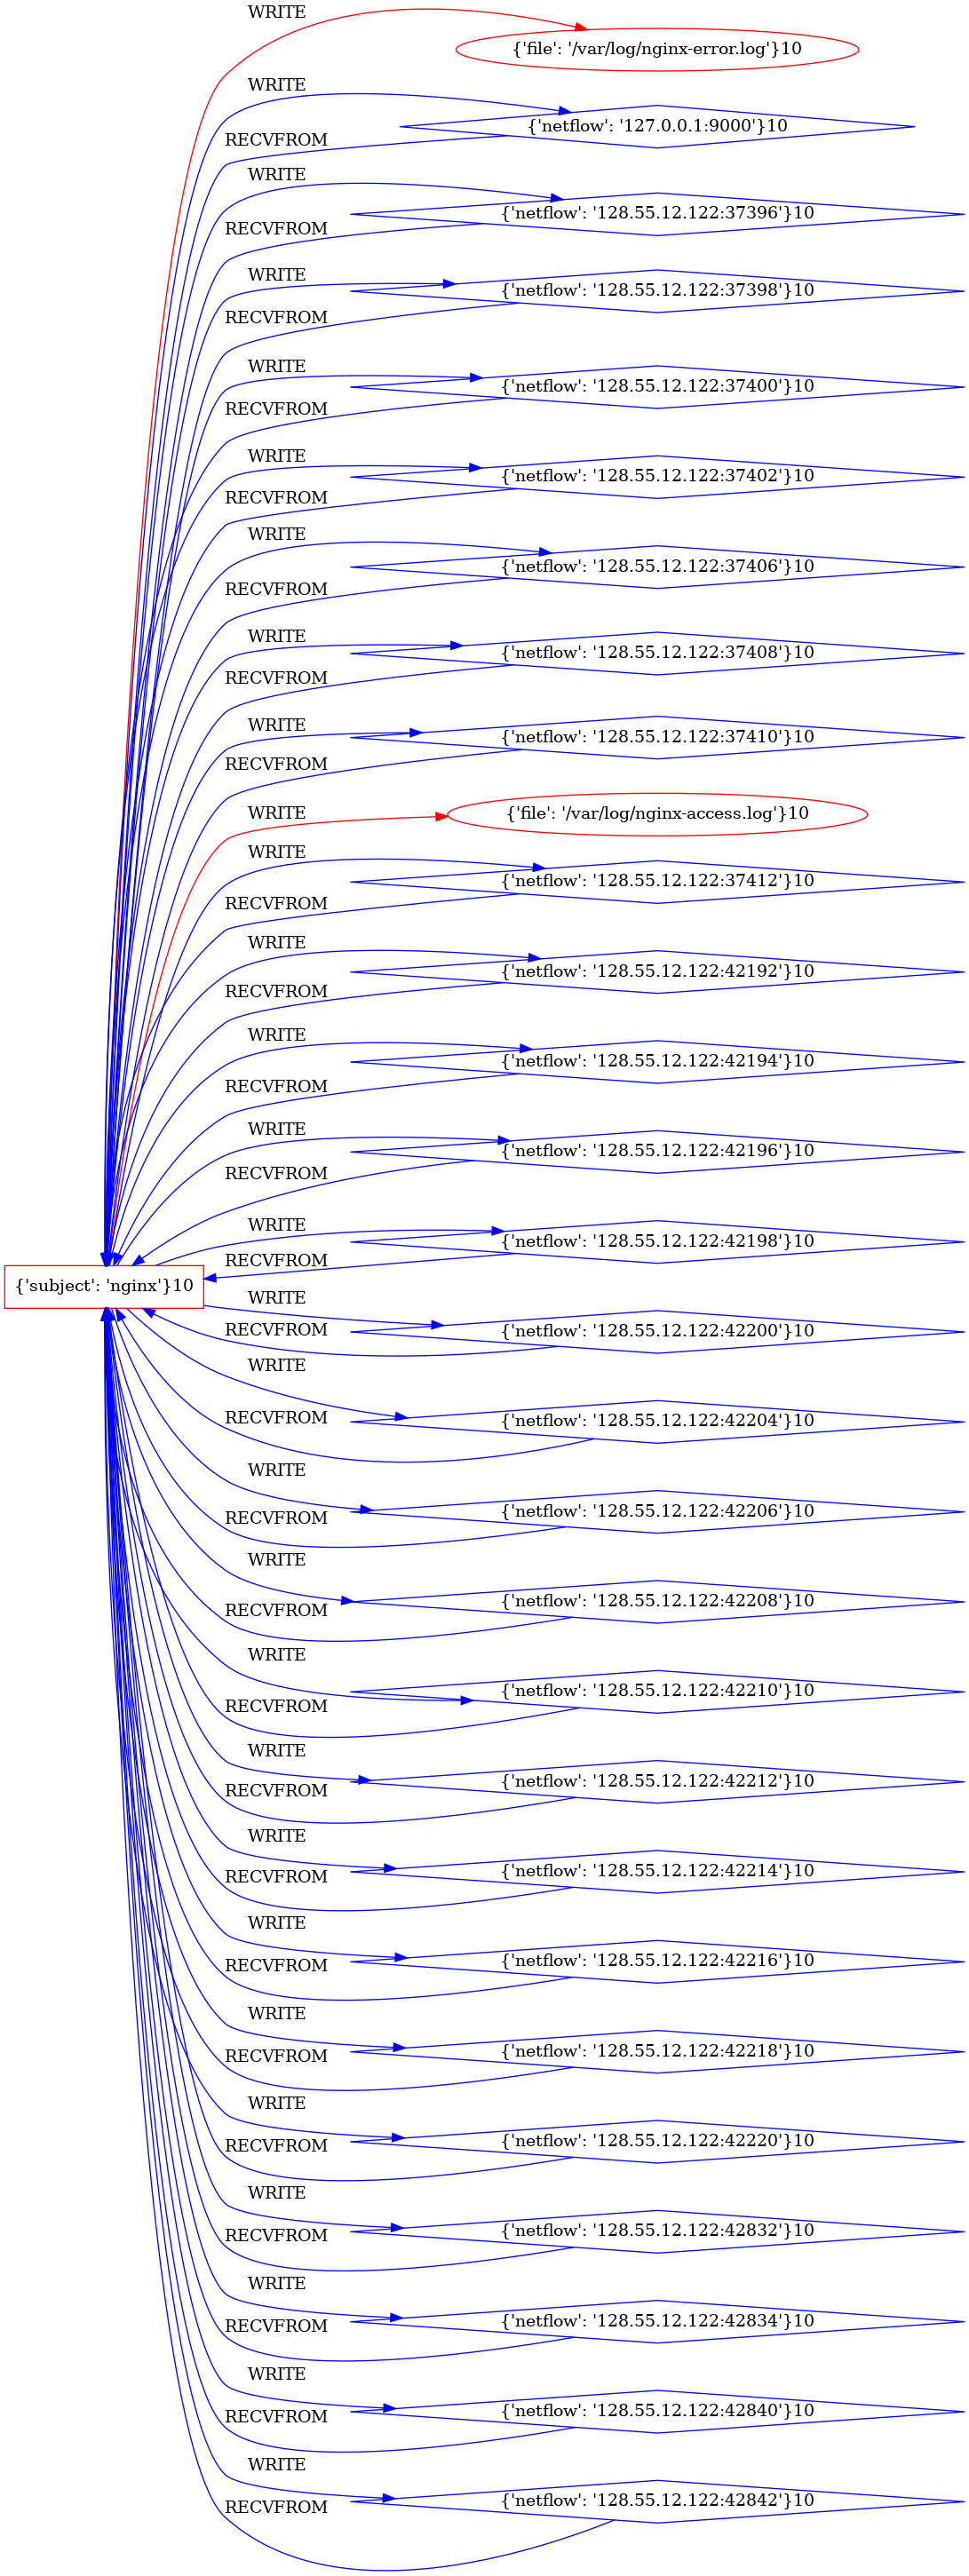 WRITE
{'file': '/var/log/nginx-error.log'}10
WRITE
{'netflow': '127.0.0.1:9000'}10
RECVFROM
WRITE
{'netflow': '128.55.12.122:37396'}10
RECVFROM
WRITE
{'netflow': '128.55.12.122:37398'}10
RECVFROM
WRITE
{'netflow': '128.55.12.122:37400'}10
RECVFROM
WRITE
{'netflow': '128.55.12.122:37402'}10
RECVFROM
WRITE
{'netflow': '128.55.12.122:37406'}10
RECVFROM
WRITE
{'netflow': '128.55.12.122:37408'}10
RECVFROM
WRITE
{'netflow': '128.55.12.122:37410'}10
RECVFROM
WRITE
{'file': '/var/log/nginx-access.log'}10
WRITE
{'netflow': '128.55.12.122:37412'}10
RECVFROM
WRITE
{'netflow': '128.55.12.122:42192'}10
RECVFROM
WRITE
{'netflow': '128.55.12.122:42194'}10
RECVFROM
WRITE
{'netflow': '128.55.12.122:42196'}10
RECVFROM
WRITE
{'netflow': '128.55.12.122:42198'}10
RECVFROM
{'subject': 'nginx'}10
WRITE
{'netflow': '128.55.12.122:42200'}10
RECVFROM
WRITE
{'netflow': '128.55.12.122:42204'}10
RECVFROM
WRITE
{'netflow': '128.55.12.122:42206'}10
RECVFROM
WRITE
{'netflow': '128.55.12.122:42208'}10
RECVFROM
WRITE
{'netflow': '128.55.12.122:42210'}10
RECVFROM
WRITE
{'netflow': '128.55.12.122:42212'}10
RECVFROM
WRITE
{'netflow': '128.55.12.122:42214'}10
RECVFROM
WRITE
{'netflow': '128.55.12.122:42216'}10
RECVFROM
WRITE
{'netflow': '128.55.12.122:42218'}10
RECVFROM
WRITE
{'netflow': '128.55.12.122:42220'}10
RECVFROM
WRITE
{'netflow': '128.55.12.122:42832'}10
RECVFROM
WRITE
{'netflow': '128.55.12.122:42834'}10
RECVFROM
WRITE
{'netflow': '128.55.12.122:42840'}10
RECVFROM
WRITE
{'netflow': '128.55.12.122:42842'}10
RECVFROM